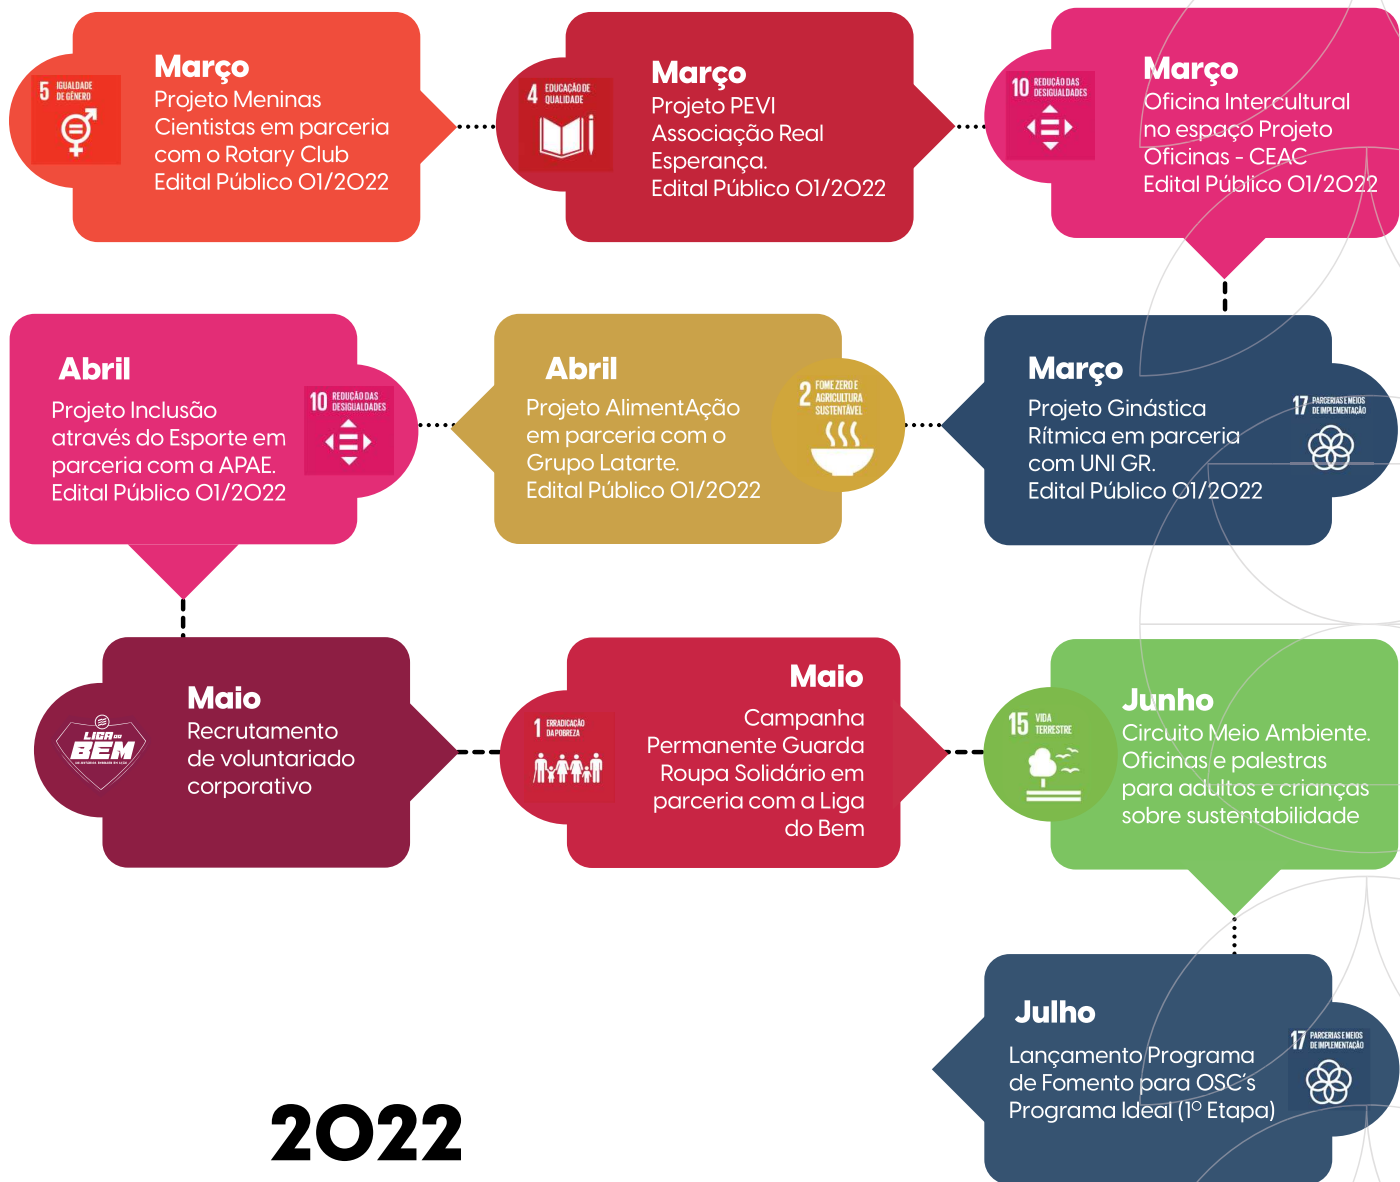 5 IGUALDADE
DE GÊNERO
Março
Projeto Meninas
Cientistas em parceria
com o Rotary Club
Edital Público 01/2022
4 EDUCAÇÃO DE
QUALIDADE
Março
Projeto PEVI
Associação Real
Esperança.
Edital Público 01/2022
10 REDUÇÃO DAS
DESIGUALDADES
Março
Oficina Intercultural
no espaço Projeto
Oficinas - CEAC
Edital Público 01/2022
Março
Projeto Ginástica
Rítmica em parceria
com UNI GR.
Edital Público 01/2022
17 PARCERIAS E MEIOS
DE IMPLEMENTAÇÃO
Abril
Projeto AlimentAção
em parceria com o
Grupo Latarte.
Edital Público 01/2022
2 FOME ZERO E
AGRICULTURA
SUSTENTÁVEL
Abril
Projeto Inclusão
através do Esporte em
parceria com a APAE.
Edital Público 01/2022
10 REDUÇÃO DAS
DESIGUALDADES
LIGA DO
BEM
Maio
Recrutamento
de voluntariado
corporativo
1 ERRADICAÇÃO
DA POBREZA
Maio
Campanha
Permanente Guarda
Roupa Solidário em
parceria com a Liga
do Bem
15 VIDA
TERRESTRE
Junho
Circuito Meio Ambiente.
Oficinas e palestras
para adultos e crianças
sobre sustentabilidade
Julho
Lançamento Programa
de Fomento para OSC´s
Programa Ideal (1º Etapa)
17 PARCERIAS E MEIOS
DE IMPLEMENTAÇÃO
2022